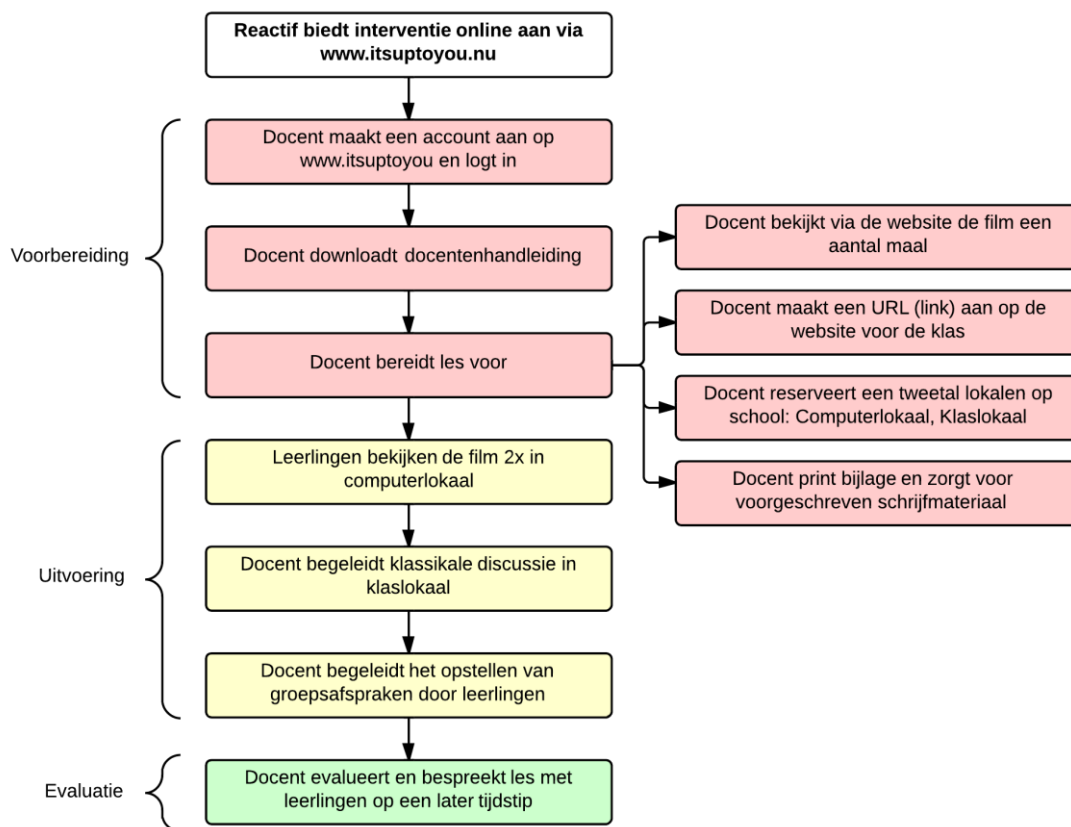 Reactif biedt interventie online aan via
www.itsuptoyou.nu
Voorbereiding
Docent maakt een account aan op
www.itsuptoyou en logt in
Docent downloadt docentenhandleiding
Docent bereidt les voor
Docent bekijkt via de website de film een
aantal maal
Docent maakt een URL (link) aan op de
website voor de klas
Docent reserveert een tweetal lokalen op
school: Computerlokaal, Klaslokaal
Docent print bijlage en zorgt voor
voorgeschreven schrijfmateriaal
Uitvoering
Leerlingen bekijken de film 2x in
computerlokaal
Docent begeleidt klassikale discussie in
klaslokaal
Docent begeleidt het opstellen van
groepsafspraken door leerlingen
Evaluatie
Docent evalueert en bespreekt les met
leerlingen op een later tijdstip